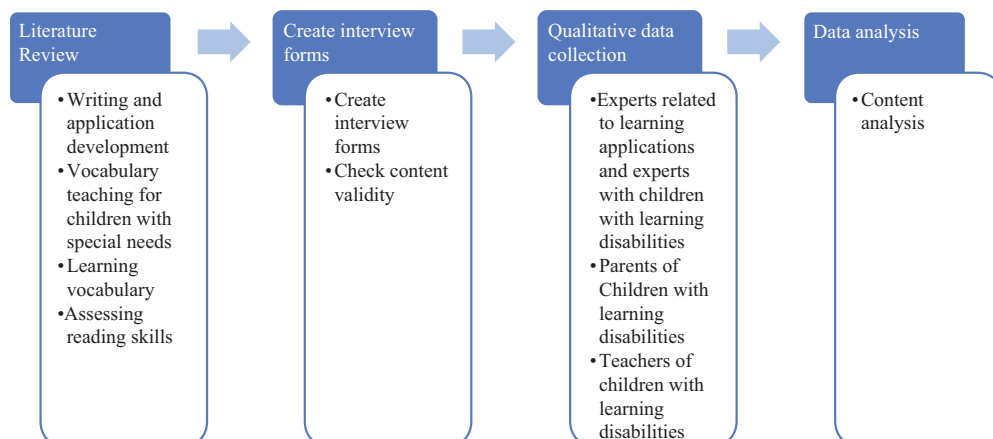 Literature
Review
•Writing and
application
development
•Vocabulary
teaching for
children with
special needs
•Learning
vocabulary
•Assessing
reading skills
Create interview
forms
•Create
interview
forms
•Check content
validity
Qualitative data
collection
•Experts related
to learning
applications
and experts
with children
with learning
disabilities
•Parents of
Children with
learning
disabilities
•Teachers of
children with
learning
disabilities
Data analysis
•Content
analysis